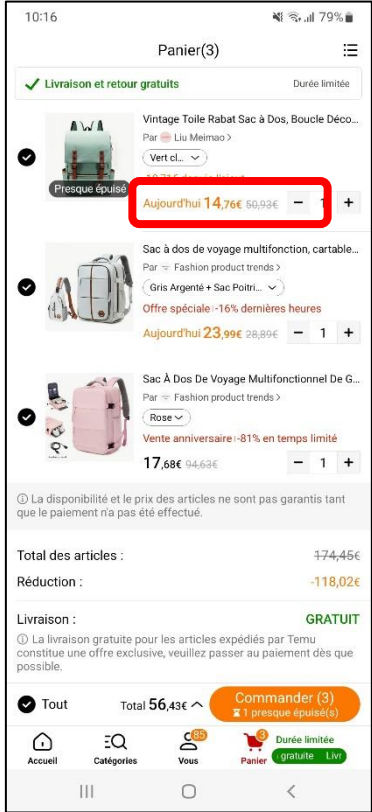 10:16
79%
Panier(3)
Livraison et retour gratuits
Durée limitée
Vintage Toile Rabat Sac à Dos, Boucle Déco...
Par Liu Meimao >
Vert cl...
Presque épuisé
Aujourd'hui 14,76€ 50,93€ − 1 +
Sac à dos de voyage multifonction, cartable...
Par Fashion product trends >
Gris Argenté + Sac Poitri...
Offre spéciale -16% dernières heures
Aujourd'hui 23,99€ 28,89€ − 1 +
Sac À Dos De Voyage Multifonctionnel De G...
Par Fashion product trends >
Rose
Vente anniversaire -81% en temps limité
17,68€ 94,63€ − 1 +
La disponibilité et le prix des articles ne sont pas garantis tant
que le paiement n'a pas été effectué.
Total des articles : 174,45€
Réduction : -118,02€
Livraison : GRATUIT
La livraison gratuite pour les articles expédiés par Temu
constitue une offre exclusive, veuillez passer au paiement dès que
possible.
Tout
Total 56,43€
Commander (3)
1 presque épuisé(s)
Accueil
Catégories
85
Vous
3
Panier
Durée limitée
gratuite Livr